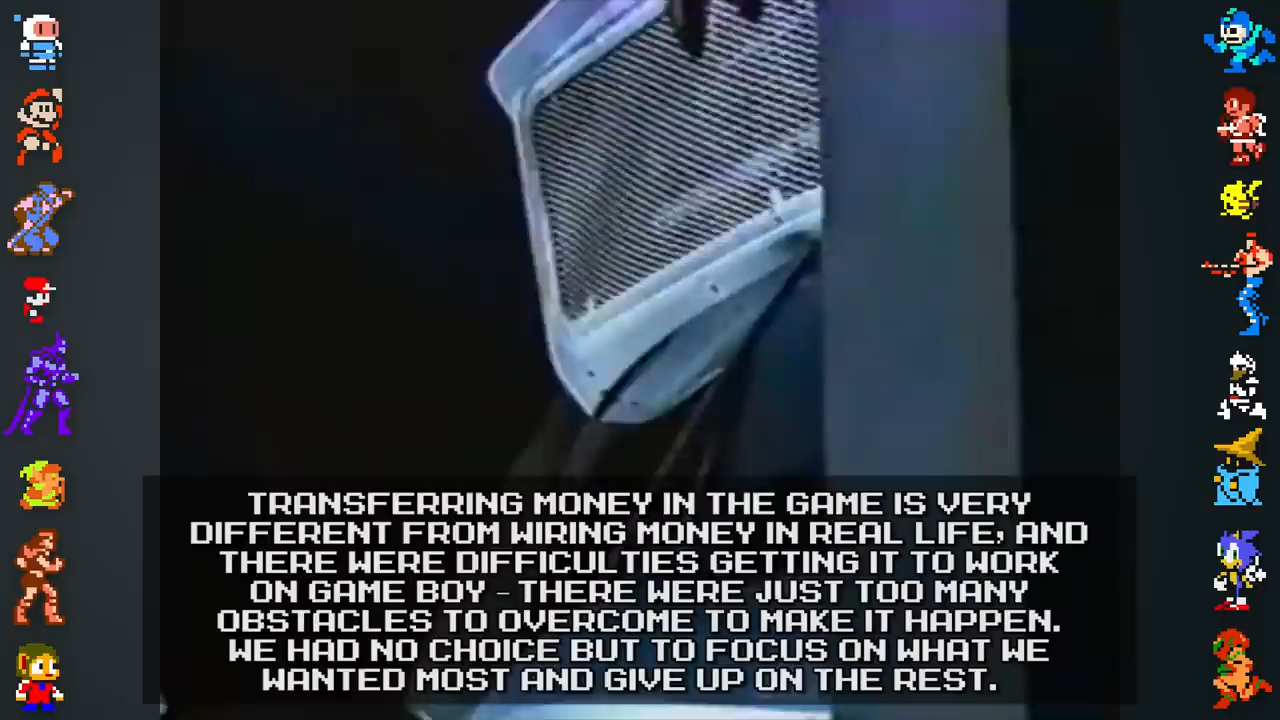 TRANSFERRING MONEY IN THE GAME IS VERY
DIFFERENT FROM WIRING MONEY IN REAL LIFE, AND
THERE WERE DIFFICULTIES GETTING IT TO WORK
ON GAME BOY - THERE WERE JUST TOO MANY
OBSTACLES TO OVERCOME TO MAKE IT HAPPEN.
WE HAD NO CHOICE BUT TO FOCUS ON WHAT WE
WANTED MOST AND GIVE UP ON THE REST.